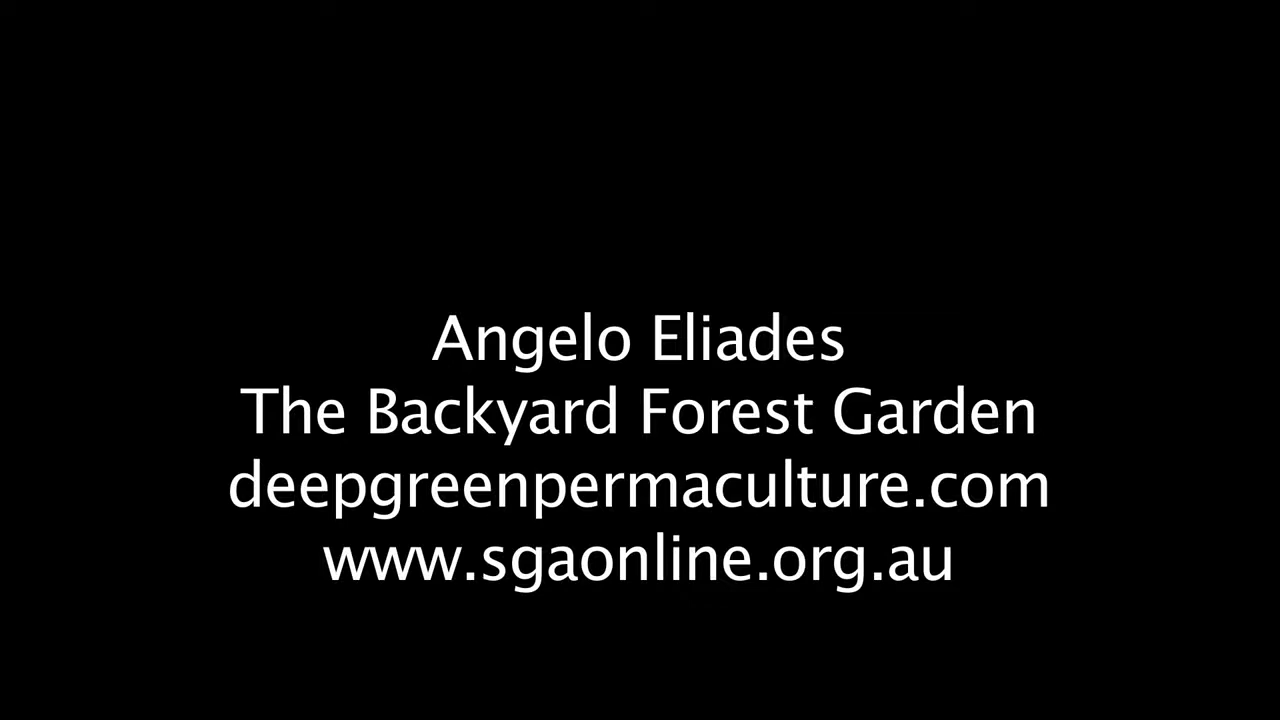 Angelo Eliades
The Backyard Forest Garden
deepgreenpermaculture.com
www.sgaonline.org.au